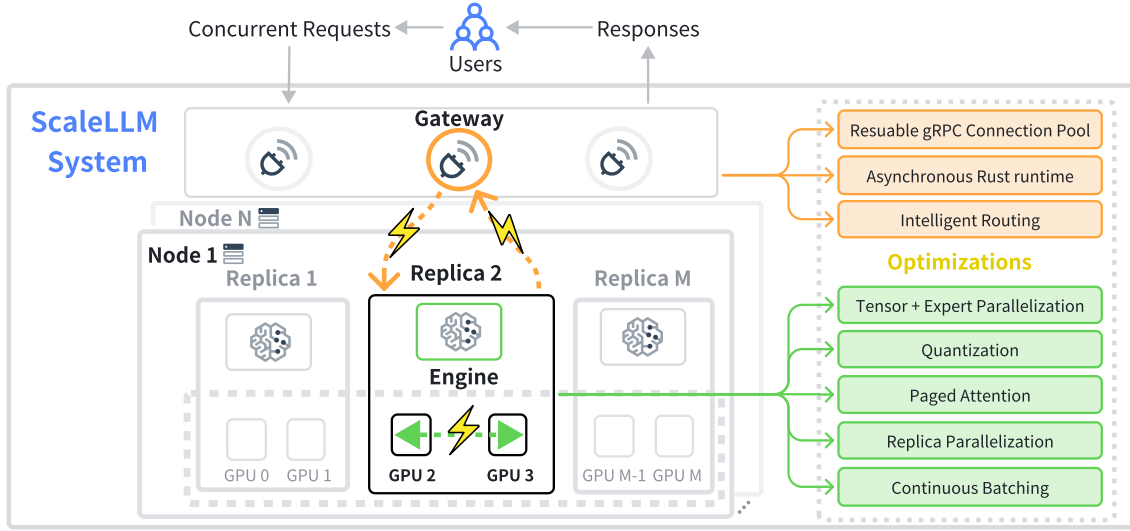 Concurrent Requests
Responses
Users
ScaleLLM
System
Gateway
Node N
Node 1
Replica 1
Replica 2
Replica M
Engine
GPU 0
GPU 1
GPU 2
GPU 3
GPU M-1
GPU M
Resuable gRPC Connection Pool
Asynchronous Rust runtime
Intelligent Routing
Optimizations
Tensor + Expert Parallelization
Quantization
Paged Attention
Replica Parallelization
Continuous Batching